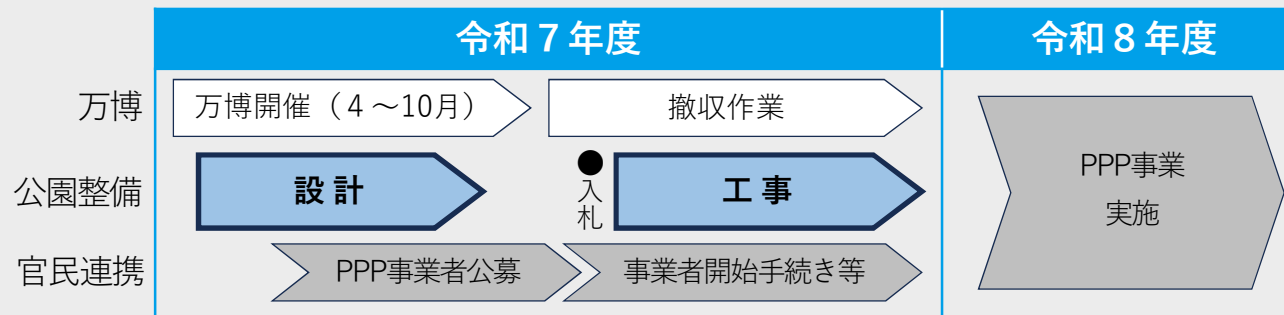 令和７年度
令和８年度
万博
万博開催（４～10月）
撤収作業
公園整備
設計
入札
工事
官民連携
PPP事業者公募
事業者開始手続き等
PPP事業
実施